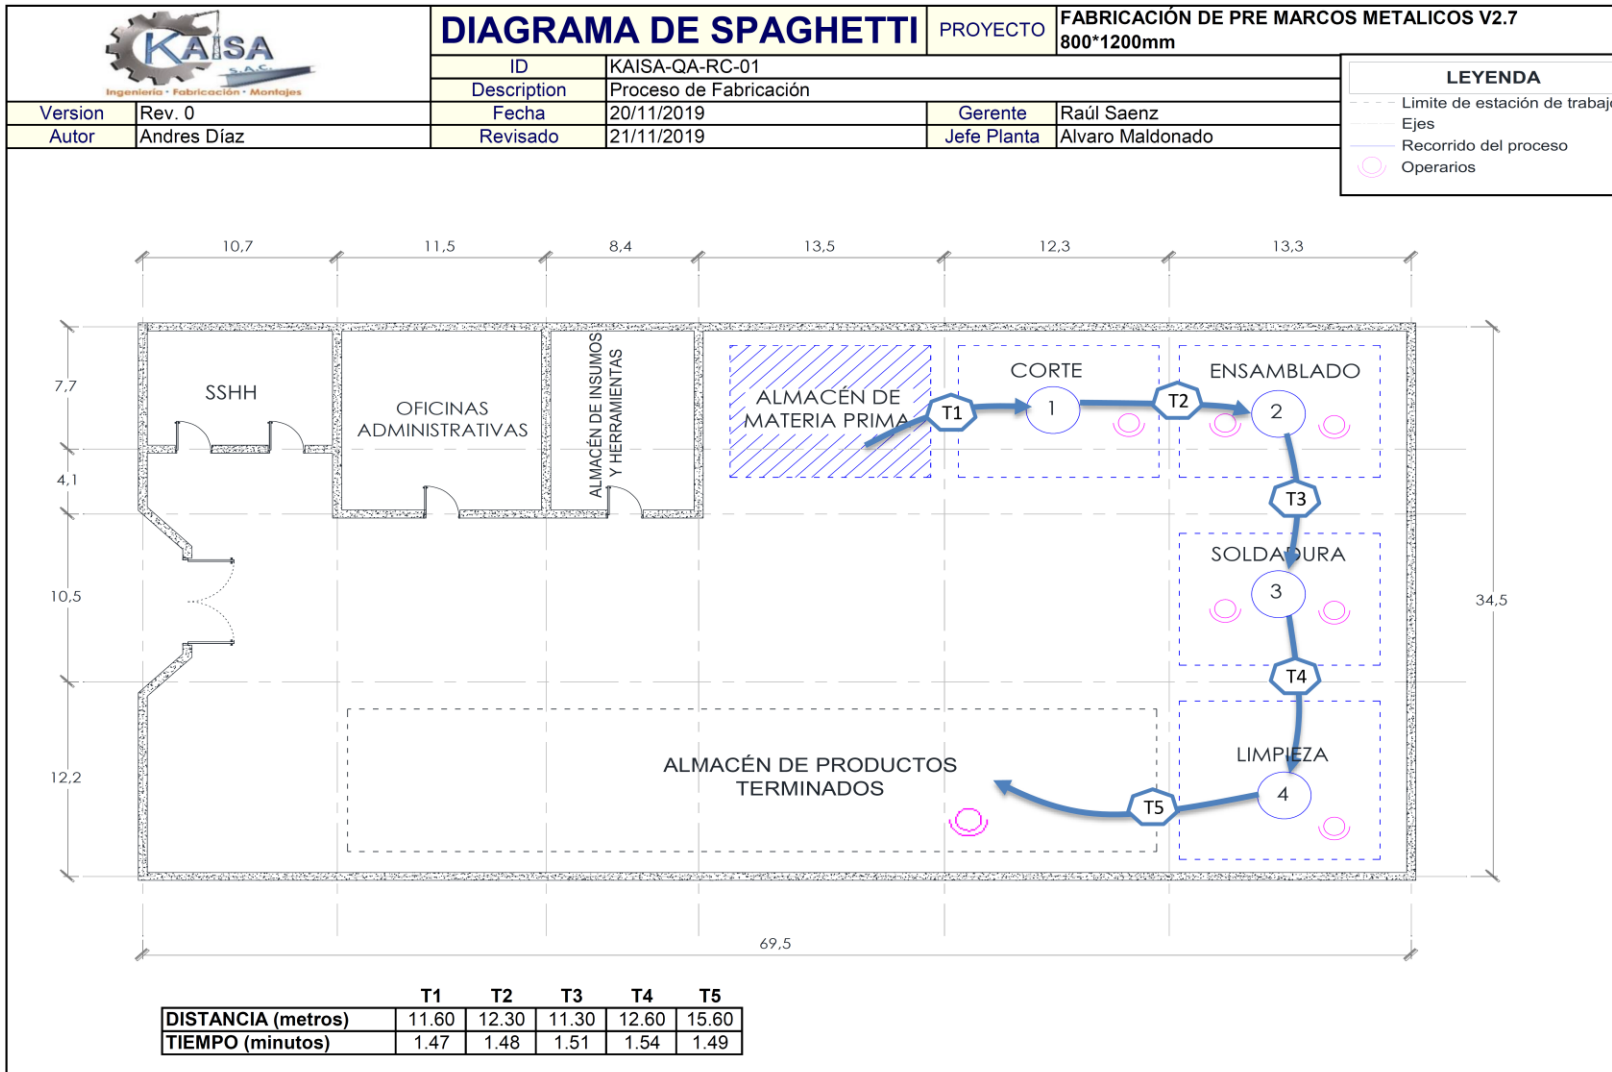 KAISA
S.A.C.
Ingeniería · Fabricación · Montajes
DIAGRAMA DE SPAGHETTI
PROYECTO
FABRICACIÓN DE PRE MARCOS METALICOS V2.7
800*1200mm
ID KAISA-QA-RC-01
Description Proceso de Fabricación
Version Rev. 0 Fecha 20/11/2019 Gerente Raúl Saenz
Autor Andres Díaz Revisado 21/11/2019 Jefe Planta Alvaro Maldonado
LEYENDA
Limite de estación de trabajo
Ejes
Recorrido del proceso
Operarios
10,7 11,5 8,4 13,5 12,3 13,3
7,7
4,1
10,5
12,2
34,5
69,5
SSHH
OFICINAS
ADMINISTRATIVAS
ALMACÉN DE INSUMOS
Y HERRAMIENTAS
ALMACÉN DE
MATERIA PRIMA
T1
CORTE
1
T2
ENSAMBLADO
2
T3
SOLDADURA
3
T4
LIMPIEZA
4
T5
ALMACÉN DE PRODUCTOS
TERMINADOS
T1 T2 T3 T4 T5
DISTANCIA (metros) 11.60 12.30 11.30 12.60 15.60
TIEMPO (minutos) 1.47 1.48 1.51 1.54 1.49